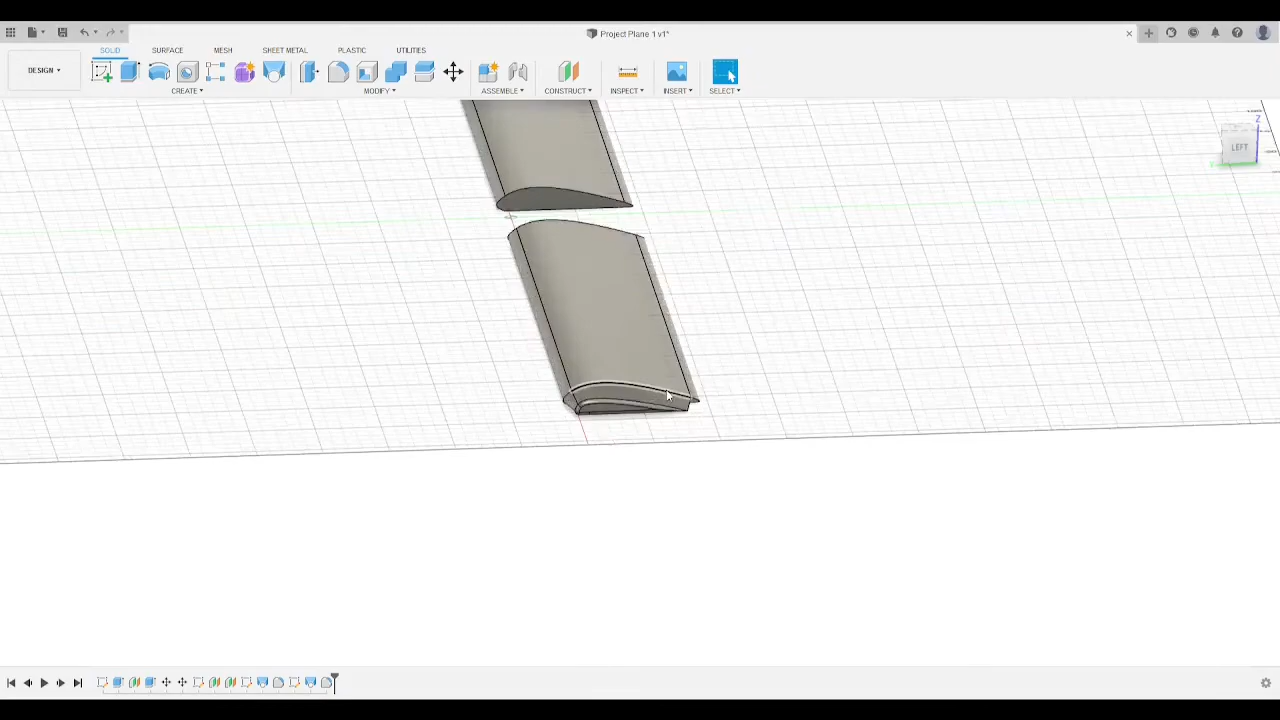 Project Plane 1 v1*
SOLID SURFACE MESH SHEET METAL PLASTIC UTILITIES
DESIGN
CREATE MODIFY ASSEMBLE CONSTRUCT INSPECT INSERT SELECT
Z
LEFT